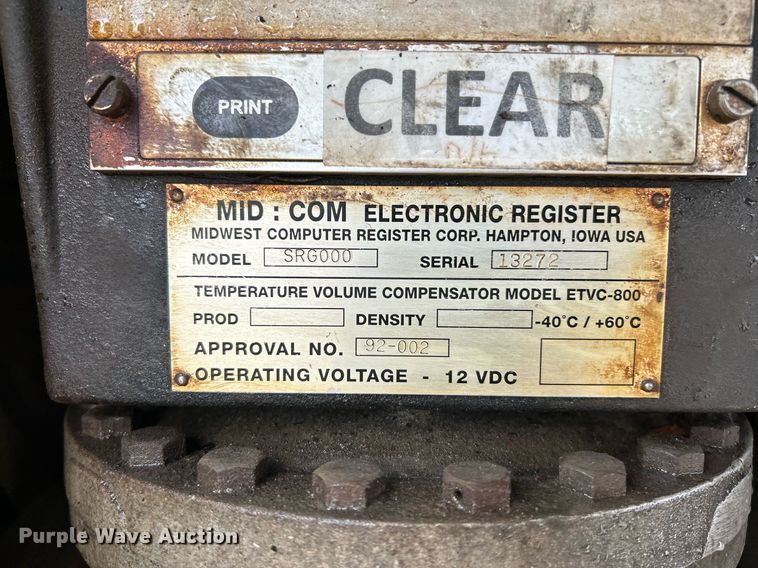 PRINT
CLEAR
MID : COM ELECTRONIC REGISTER
MIDWEST COMPUTER REGISTER CORP. HAMPTON, IOWA USA
MODEL SRG000 SERIAL 13272
TEMPERATURE VOLUME COMPENSATOR MODEL ETVC-800
PROD DENSITY -40°C / +60°C
APPROVAL NO. 92-002
OPERATING VOLTAGE - 12 VDC
Purple Wave Auction